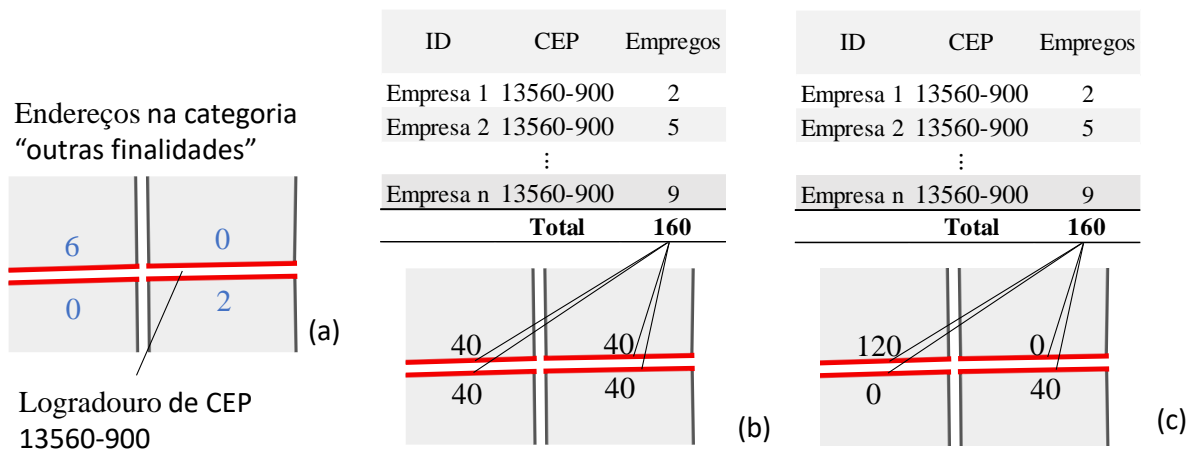 Endereços na categoria
“outras finalidades”
6 0
0 2
(a)
Logradouro de CEP
13560-900
ID CEP Empregos
Empresa 1 13560-900 2
Empresa 2 13560-900 5
⋮
Empresa n 13560-900 9
Total 160
40 40
40 40
(b)
ID CEP Empregos
Empresa 1 13560-900 2
Empresa 2 13560-900 5
⋮
Empresa n 13560-900 9
Total 160
120 0
0 40
(c)